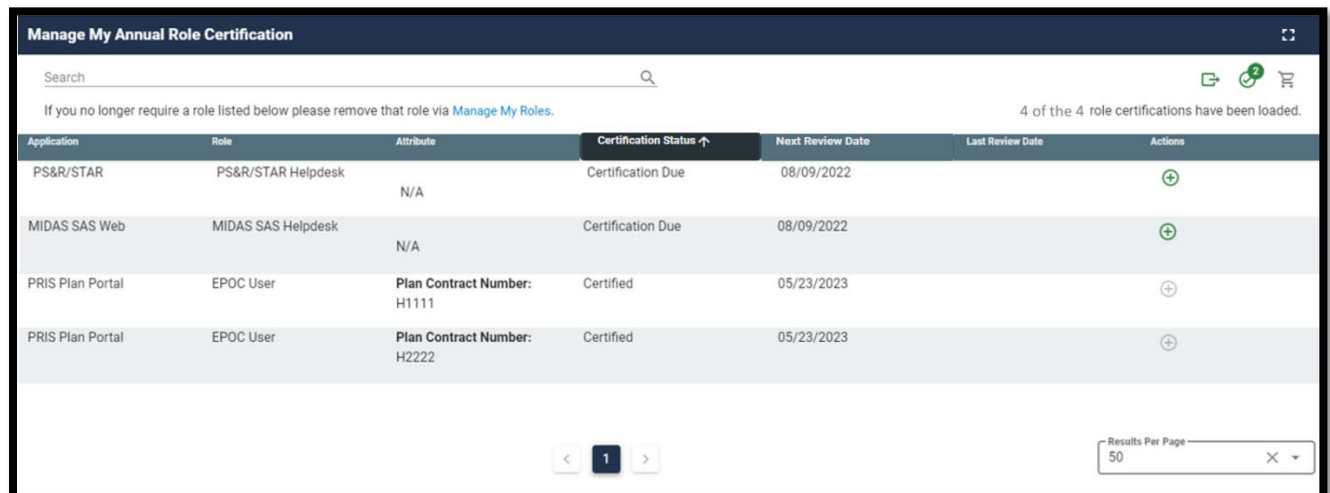 Manage My Annual Role Certification
Search
2
If you no longer require a role listed below please remove that role via Manage My Roles.
4 of the 4 role certifications have been loaded.
Application Role Attribute Certification Status Next Review Date Last Review Date Actions
PS&R/STAR PS&R/STAR Helpdesk N/A Certification Due 08/09/2022
MIDAS SAS Web MIDAS SAS Helpdesk N/A Certification Due 08/09/2022
PRIS Plan Portal EPOC User Plan Contract Number: Certified 05/23/2023
H1111
PRIS Plan Portal EPOC User Plan Contract Number: Certified 05/23/2023
H2222
1
Results Per Page
50